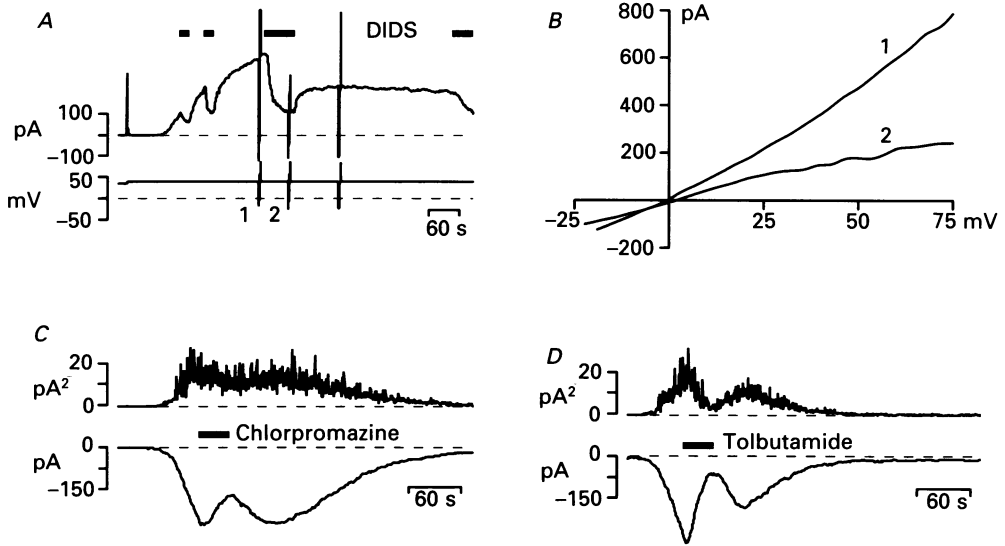 A
DIDS
100
pA
−100
50
mV
−50
1 2
60 s
B
800 pA
600
400
200
−200
−25 25 50 75 mV
1
2
C
20
pA²
0
Chlorpromazine
0
pA
−150
60 s
D
20
pA²
0
Tolbutamide
0
pA
−150
60 s